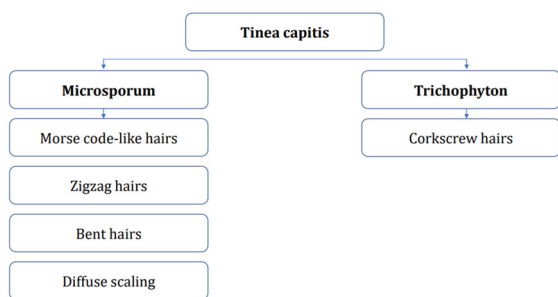 Tinea capitis
Microsporum
Trichophyton
Morse code-like hairs
Corkscrew hairs
Zigzag hairs
Bent hairs
Diffuse scaling